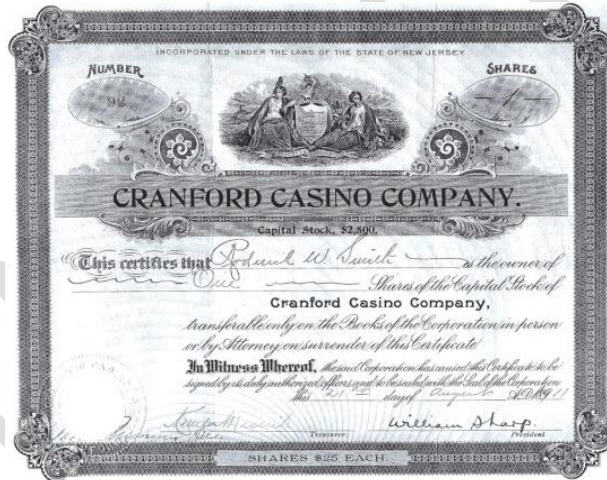 INCORPORATED UNDER THE LAWS OF THE STATE OF NEW JERSEY
NUMBER
SHARES
92
1
CRANFORD CASINO COMPANY.
Capital Stock, $2,500.
This certifies that Roderick W. Smith is the owner of
One Shares of the Capital Stock of
Cranford Casino Company,
transferable only on the Books of the Corporation in person
or by Attorney on surrender of this Certificate
In Witness Whereof, the said Corporation has caused this Certificate to be
signed by its duly authorized officers and to be sealed with the Seal of the Corporation
this day of August A.D. 1911
William Sharp.
Treasurer
President
SHARES $25 EACH.